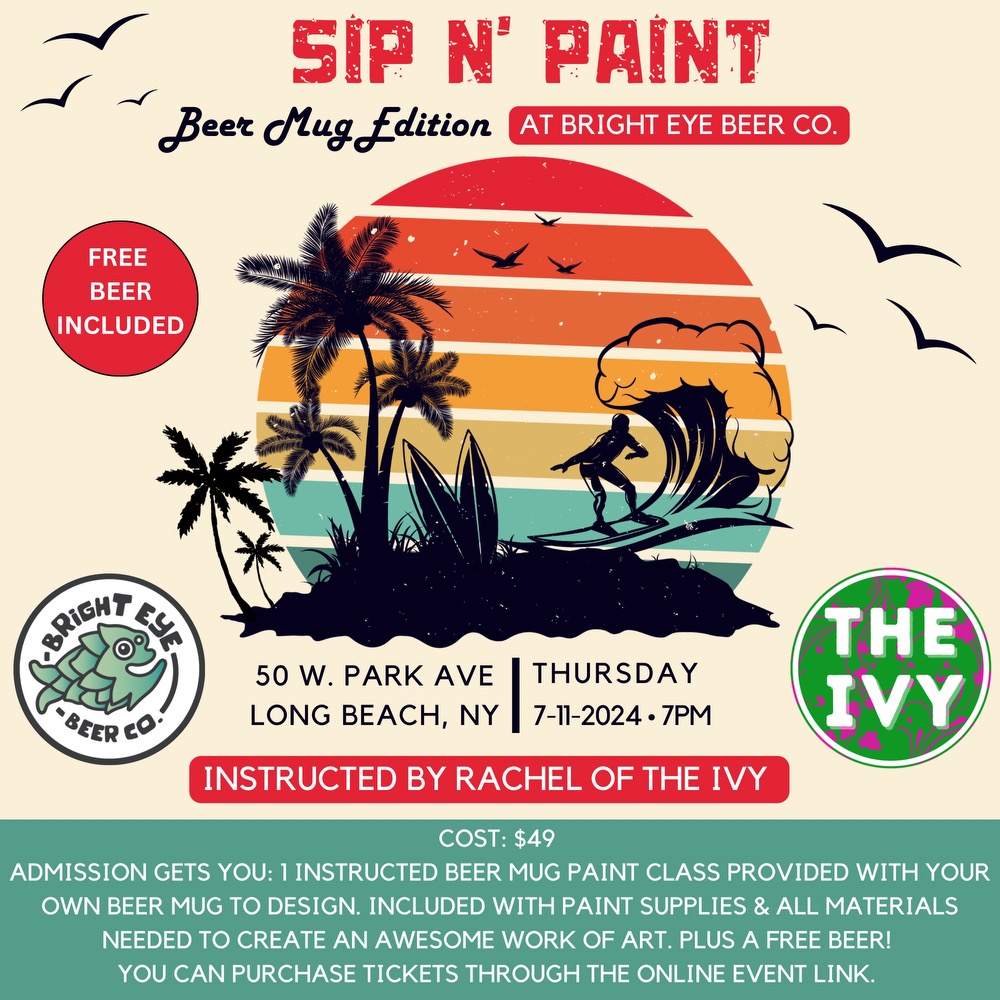 SIP N' PAINT
Beer Mug Edition
AT BRIGHT EYE BEER CO.
FREE
BEER
INCLUDED
-BRIGHT EYE-
-BEER CO.-
THE
IVY
50 W. PARK AVE
LONG BEACH, NY
THURSDAY
7-11-2024 • 7PM
INSTRUCTED BY RACHEL OF THE IVY
COST: $49
ADMISSION GETS YOU: 1 INSTRUCTED BEER MUG PAINT CLASS PROVIDED WITH YOUR
OWN BEER MUG TO DESIGN. INCLUDED WITH PAINT SUPPLIES & ALL MATERIALS
NEEDED TO CREATE AN AWESOME WORK OF ART. PLUS A FREE BEER!
YOU CAN PURCHASE TICKETS THROUGH THE ONLINE EVENT LINK.